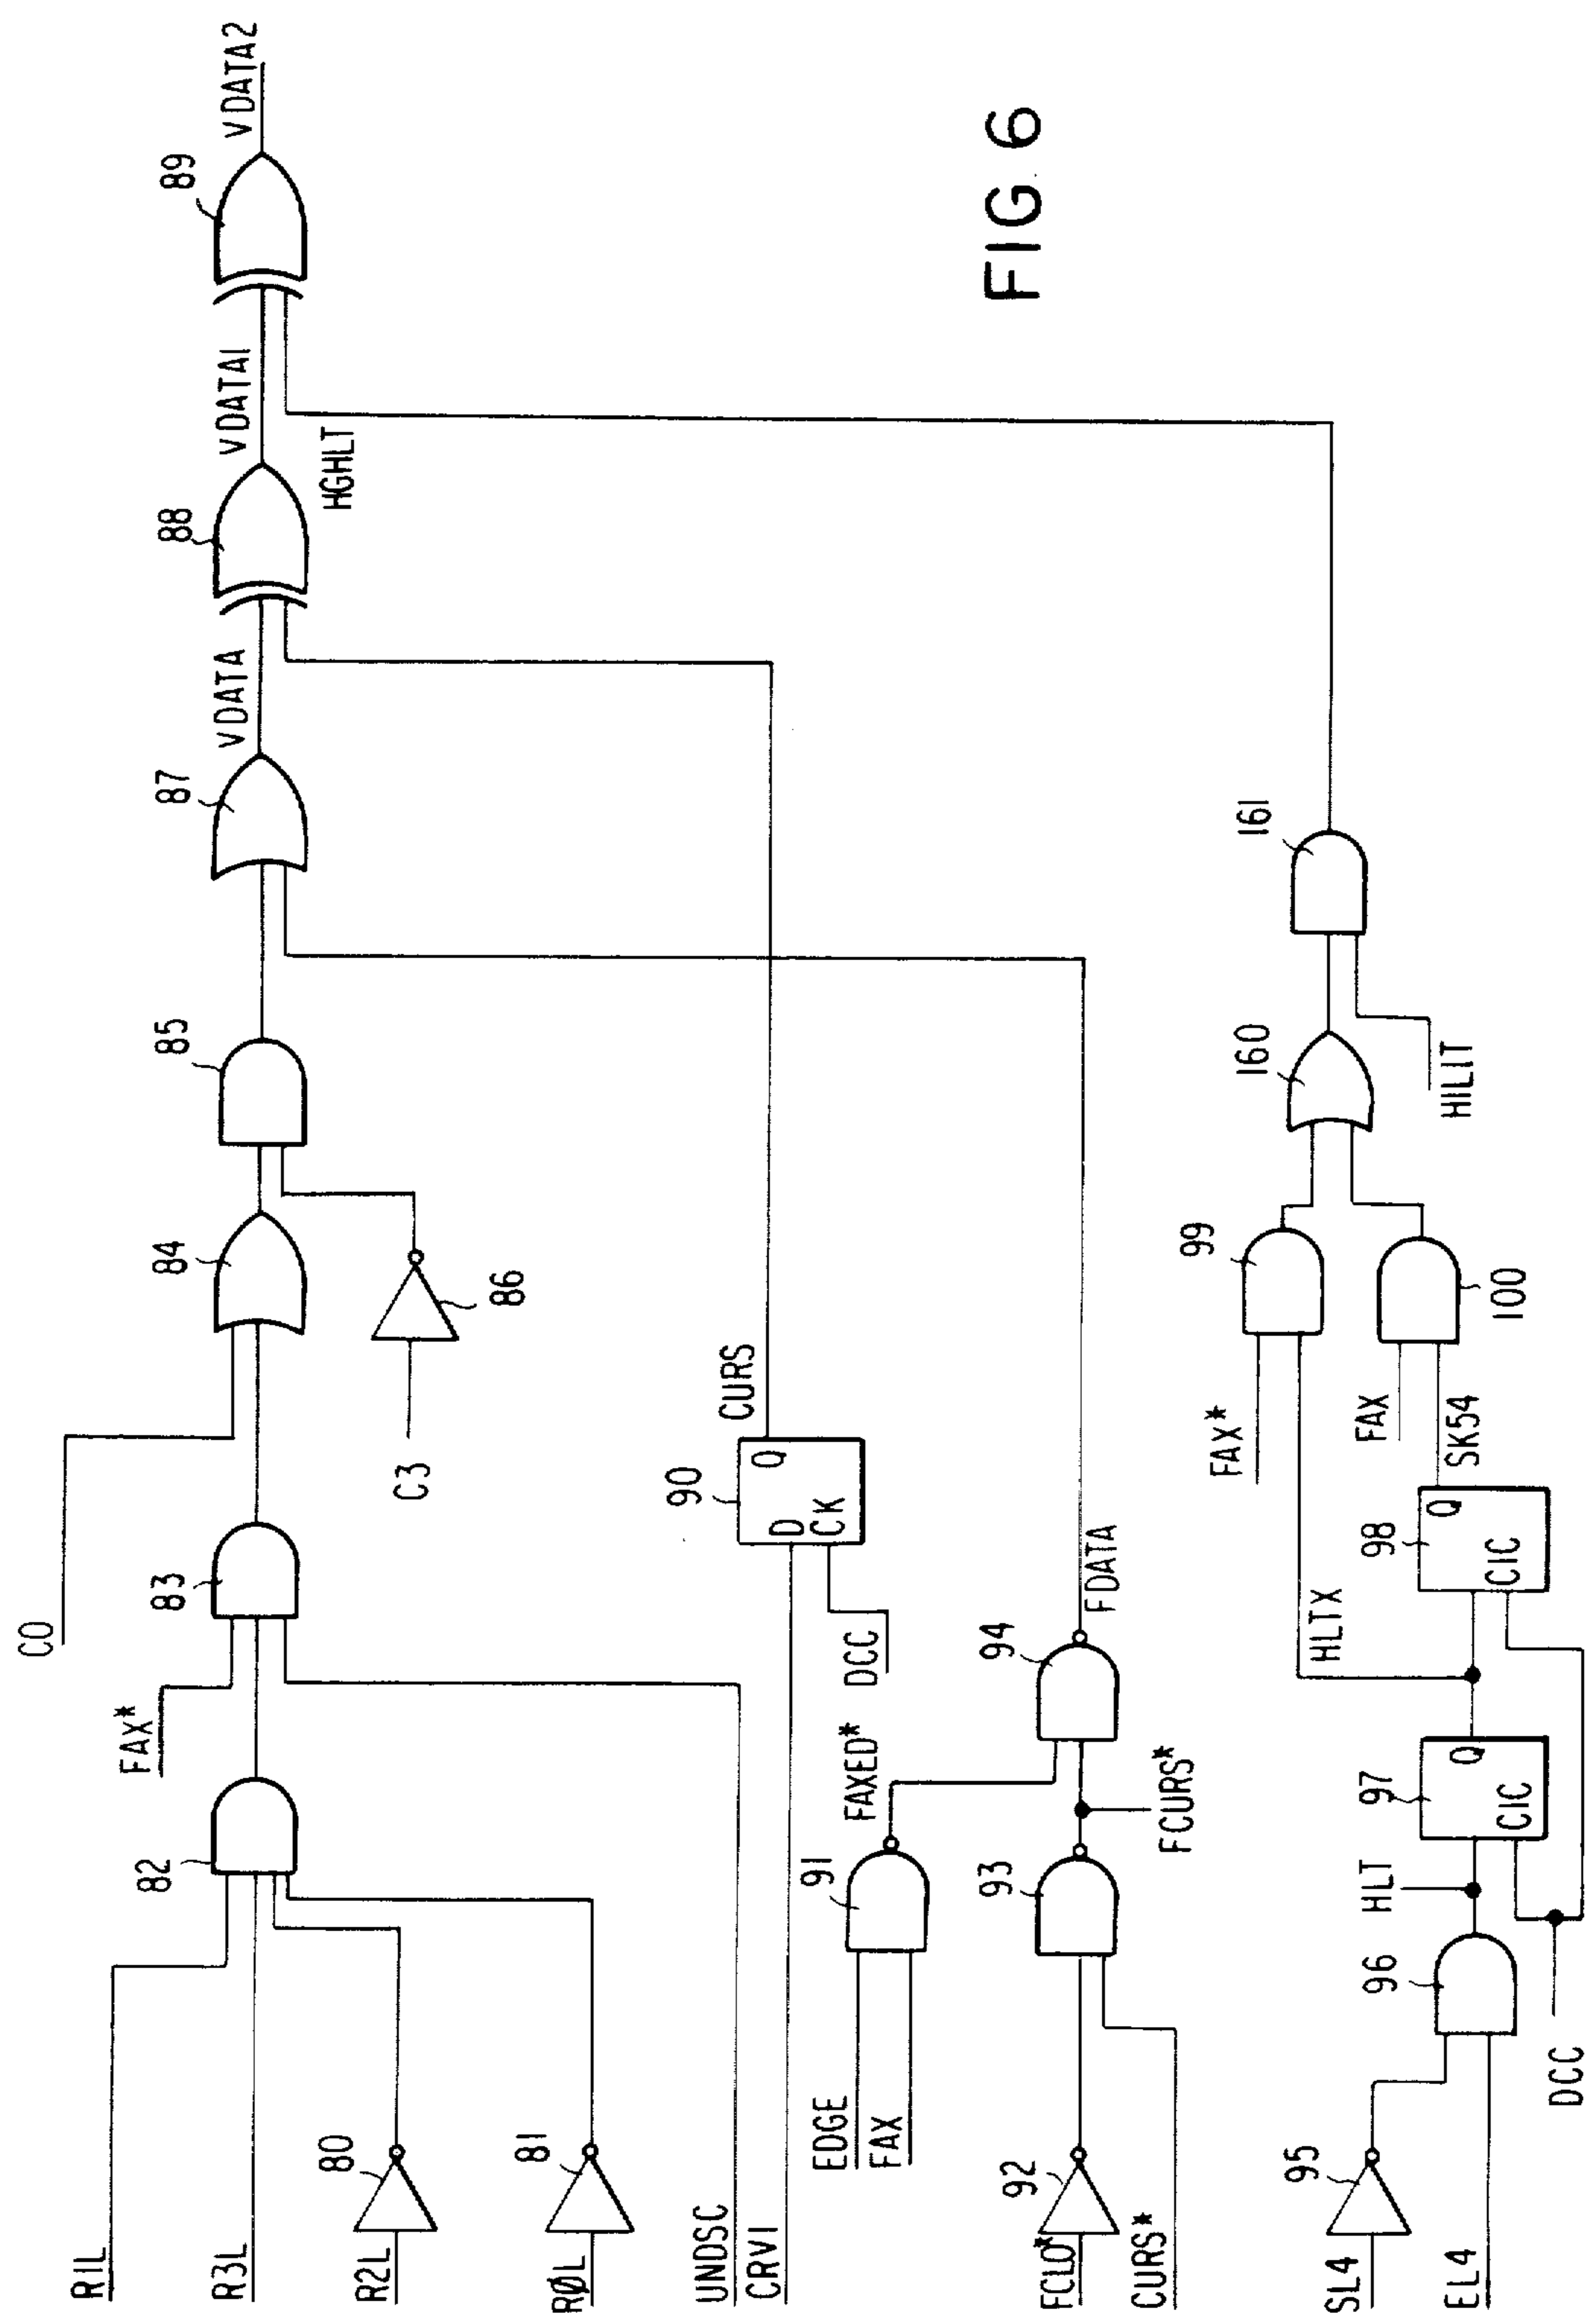 VDATA2
89
VDATA1
HGHLT
88
VDATA
87
85
84
86
C3
CO
83
FAX*
82
R1L
R3L
80
R2L
81
RØL
UNDSC
CRV1
CURS
90
Q
D
CK
DCC
FDATA
94
FAXED*
91
EDGE
FAX
FCURS*
93
92
FCLO*
CURS*
161
160
HILIT
99
FAX*
100
FAX
SK54
98
Q
CIC
HLTX
97
Q
CIC
HLT
96
95
SL4
EL4
DCC
FIG 6